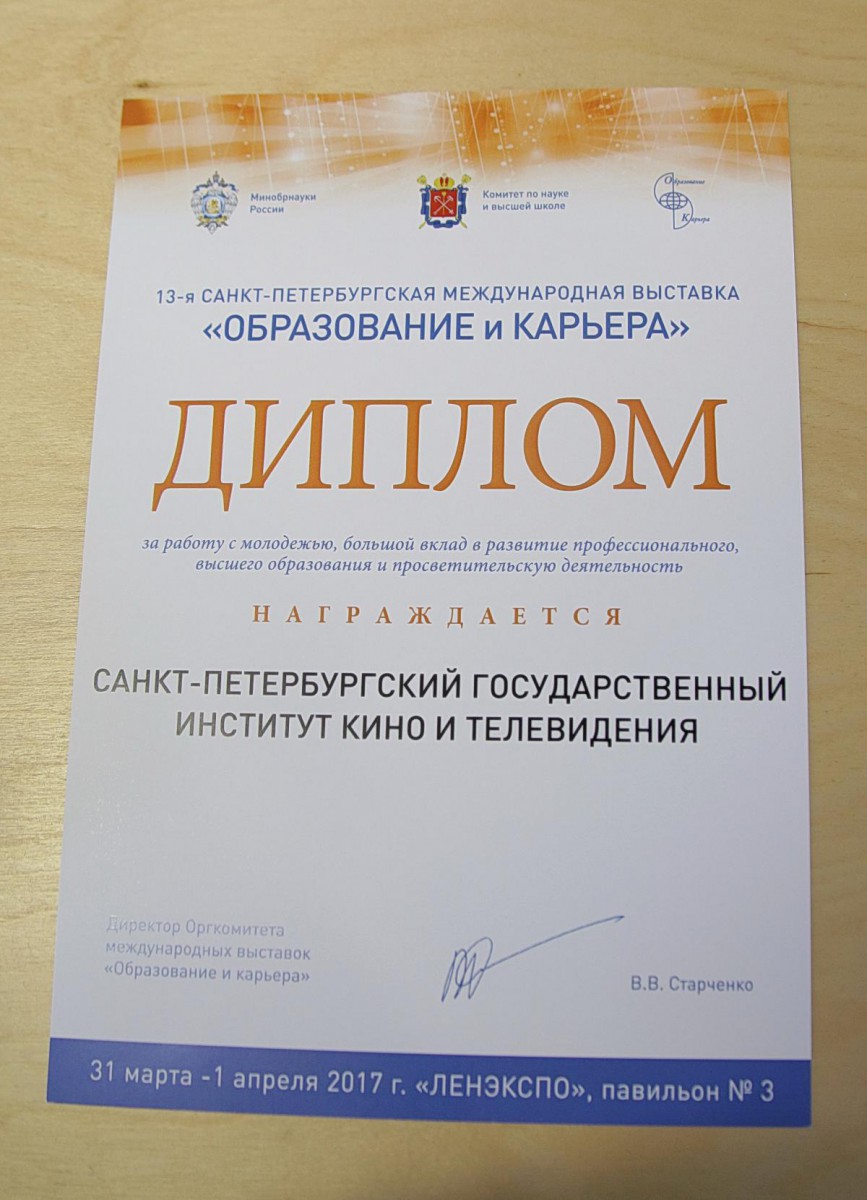 Минобрнауки
России
Комитет по науке
и высшей школе
Образование
Карьера
13-я САНКТ-ПЕТЕРБУРГСКАЯ МЕЖДУНАРОДНАЯ ВЫСТАВКА
«ОБРАЗОВАНИЕ и КАРЬЕРА»
ДИПЛОМ
за работу с молодежью, большой вклад в развитие профессионального,
высшего образования и просветительскую деятельность
НАГРАЖДАЕТСЯ
САНКТ-ПЕТЕРБУРГСКИЙ ГОСУДАРСТВЕННЫЙ
ИНСТИТУТ КИНО И ТЕЛЕВИДЕНИЯ
Директор Оргкомитета
международных выставок
«Образование и карьера»
В.В. Старченко
31 марта -1 апреля 2017 г. «ЛЕНЭКСПО», павильон № 3